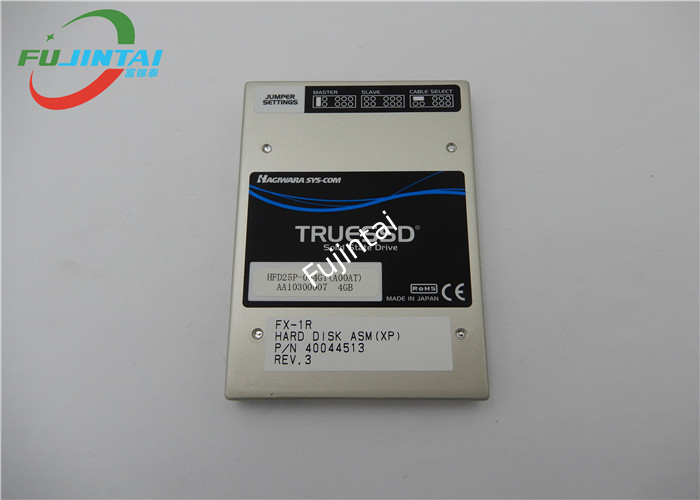 FUJINTAI
富锦泰
JUMPER
SETTINGS
MASTER
SLAVE
CABLE SELECT
HAGIWARA SYS-COM
TRUESSD®
Solid State Drive
Fujintai
AA10300007 4GB
RoHS
MADE IN JAPAN
CE
FX-1R
HARD DISK ASM(XP)
P/N 40044513
REV.3